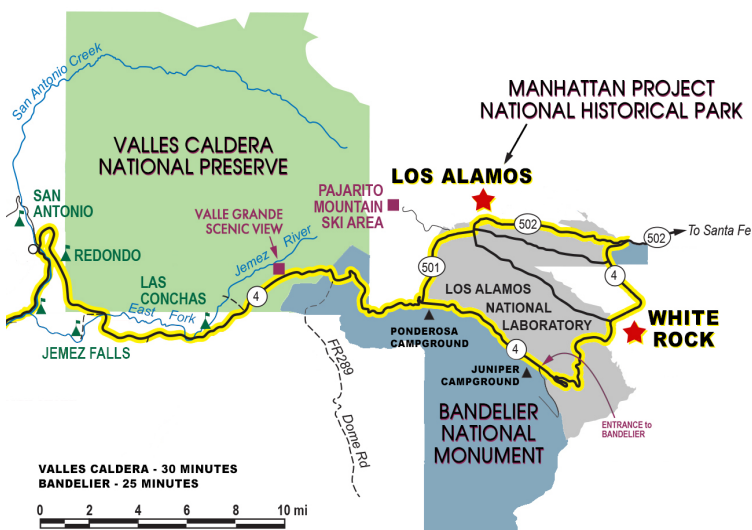 San Antonio Creek
MANHATTAN PROJECT
NATIONAL HISTORICAL PARK
VALLES CALDERA
NATIONAL PRESERVE
LOS ALAMOS
PAJARITO
MOUNTAIN
SKI AREA
SAN
ANTONIO
VALLE GRANDE
SCENIC VIEW
502
502
To Santa Fe
REDONDO
Jemez River
501
4
LAS
CONCHAS
4
LOS ALAMOS
NATIONAL
LABORATORY
East Fork
WHITE
ROCK
PONDEROSA
CAMPGROUND
JEMEZ FALLS
4
FR289
JUNIPER
CAMPGROUND
Dome Rd
BANDELIER
NATIONAL
MONUMENT
ENTRANCE to
BANDELIER
VALLES CALDERA - 30 MINUTES
BANDELIER - 25 MINUTES
0 2 4 6 8 10 mi